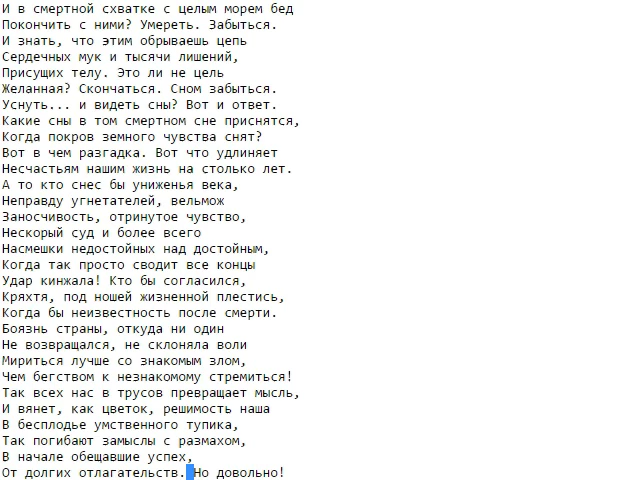 И в смертной схватке с целым морем бед
Покончить с ними? Умереть. Забыться.
И знать, что этим обрываешь цепь
Сердечных мук и тысячи лишений,
Присущих телу. Это ли не цель
Желанная? Скончаться. Сном забыться.
Уснуть... и видеть сны? Вот и ответ.
Какие сны в том смертном сне приснятся,
Когда покров земного чувства снят?
Вот в чем разгадка. Вот что удлиняет
Несчастьям нашим жизнь на столько лет.
А то кто снес бы униженья века,
Неправду угнетателей, вельмож
Заносчивость, отринутое чувство,
Нескорый суд и более всего
Насмешки недостойных над достойным,
Когда так просто сводит все концы
Удар кинжала! Кто бы согласился,
Кряхтя, под ношей жизненной плестись,
Когда бы неизвестность после смерти.
Боязнь страны, откуда ни один
Не возвращался, не склоняла воли
Мириться лучше со знакомым злом,
Чем бегством к незнакомому стремиться!
Так всех нас в трусов превращает мысль,
И вянет, как цветок, решимость наша
В бесплодье умственного тупика,
Так погибают замыслы с размахом,
В начале обещавшие успех,
От долгих отлагательств. Но довольно!